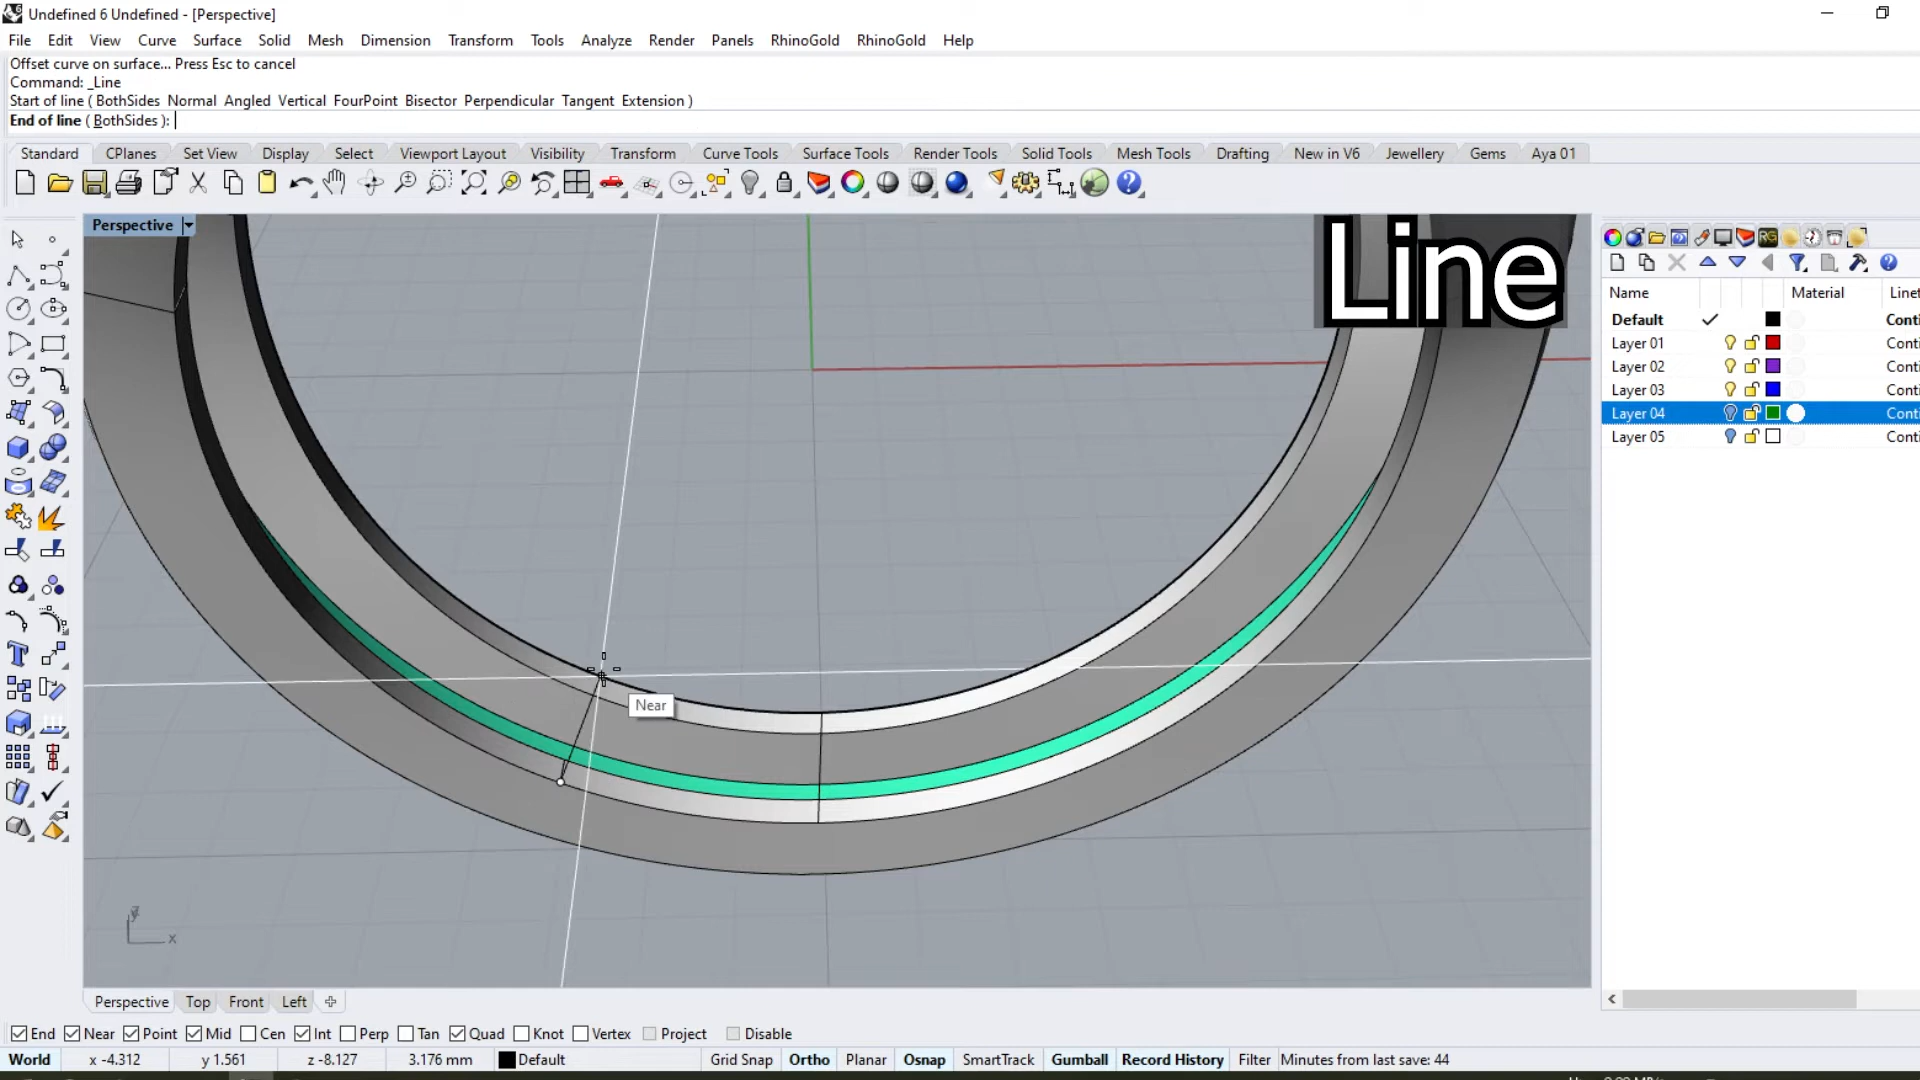 Undefined 6 Undefined - [Perspective]
File Edit View Curve Surface Solid Mesh Dimension Transform Tools Analyze Render Panels RhinoGold RhinoGold Help
Offset curve on surface... Press Esc to cancel
Command: _Line
Start of line ( BothSides Normal Angled Vertical FourPoint Bisector Perpendicular Tangent Extension )
End of line ( BothSides ):
Standard CPlanes Set View Display Select Viewport Layout Visibility Transform Curve Tools Surface Tools Render Tools Solid Tools Mesh Tools Drafting New in V6 Jewellery Gems Aya 01
Perspective
Line
Name Material Linet
Default Conti
Layer 01 Conti
Layer 02 Conti
Layer 03 Conti
Layer 04 Conti
Layer 05 Conti
Near
x
Perspective Top Front Left
End Near Point Mid Cen Int Perp Tan Quad Knot Vertex Project Disable
World x -4.312 y 1.561 z -8.127 3.176 mm Default Grid Snap Ortho Planar Osnap SmartTrack Gumball Record History Filter Minutes from last save: 44